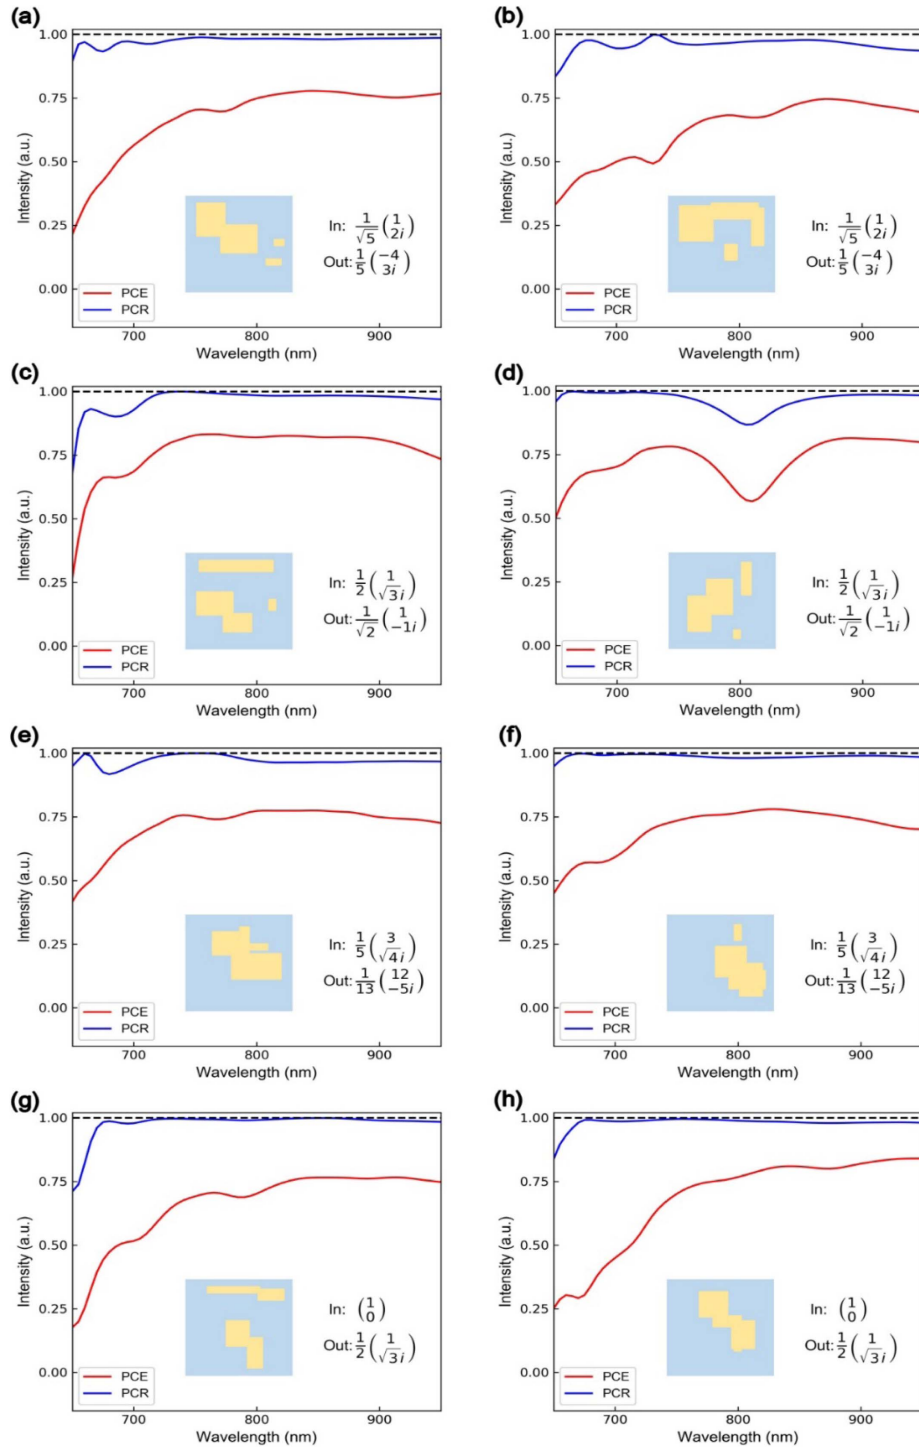 (a)
1.00
0.75
0.50
0.25
0.00
Intensity (a.u.)
In: 1/√5 (1 2i)
Out: 1/5 (−4 3i)
PCE
PCR
700 800 900
Wavelength (nm)
(b)
1.00
0.75
0.50
0.25
0.00
Intensity (a.u.)
In: 1/√5 (1 2i)
Out: 1/5 (−4 3i)
PCE
PCR
700 800 900
Wavelength (nm)
(c)
1.00
0.75
0.50
0.25
0.00
Intensity (a.u.)
In: 1/2 (1 √3i)
Out: 1/√2 (1 −1i)
PCE
PCR
700 800 900
Wavelength (nm)
(d)
1.00
0.75
0.50
0.25
0.00
Intensity (a.u.)
In: 1/2 (1 √3i)
Out: 1/√2 (1 −1i)
PCE
PCR
700 800 900
Wavelength (nm)
(e)
1.00
0.75
0.50
0.25
0.00
Intensity (a.u.)
In: 1/5 (3 √4i)
Out: 1/13 (12 −5i)
PCE
PCR
700 800 900
Wavelength (nm)
(f)
1.00
0.75
0.50
0.25
0.00
Intensity (a.u.)
In: 1/5 (3 √4i)
Out: 1/13 (12 −5i)
PCE
PCR
700 800 900
Wavelength (nm)
(g)
1.00
0.75
0.50
0.25
0.00
Intensity (a.u.)
In: (1 0)
Out: 1/2 (1 √3i)
PCE
PCR
700 800 900
Wavelength (nm)
(h)
1.00
0.75
0.50
0.25
0.00
Intensity (a.u.)
In: (1 0)
Out: 1/2 (1 √3i)
PCE
PCR
700 800 900
Wavelength (nm)